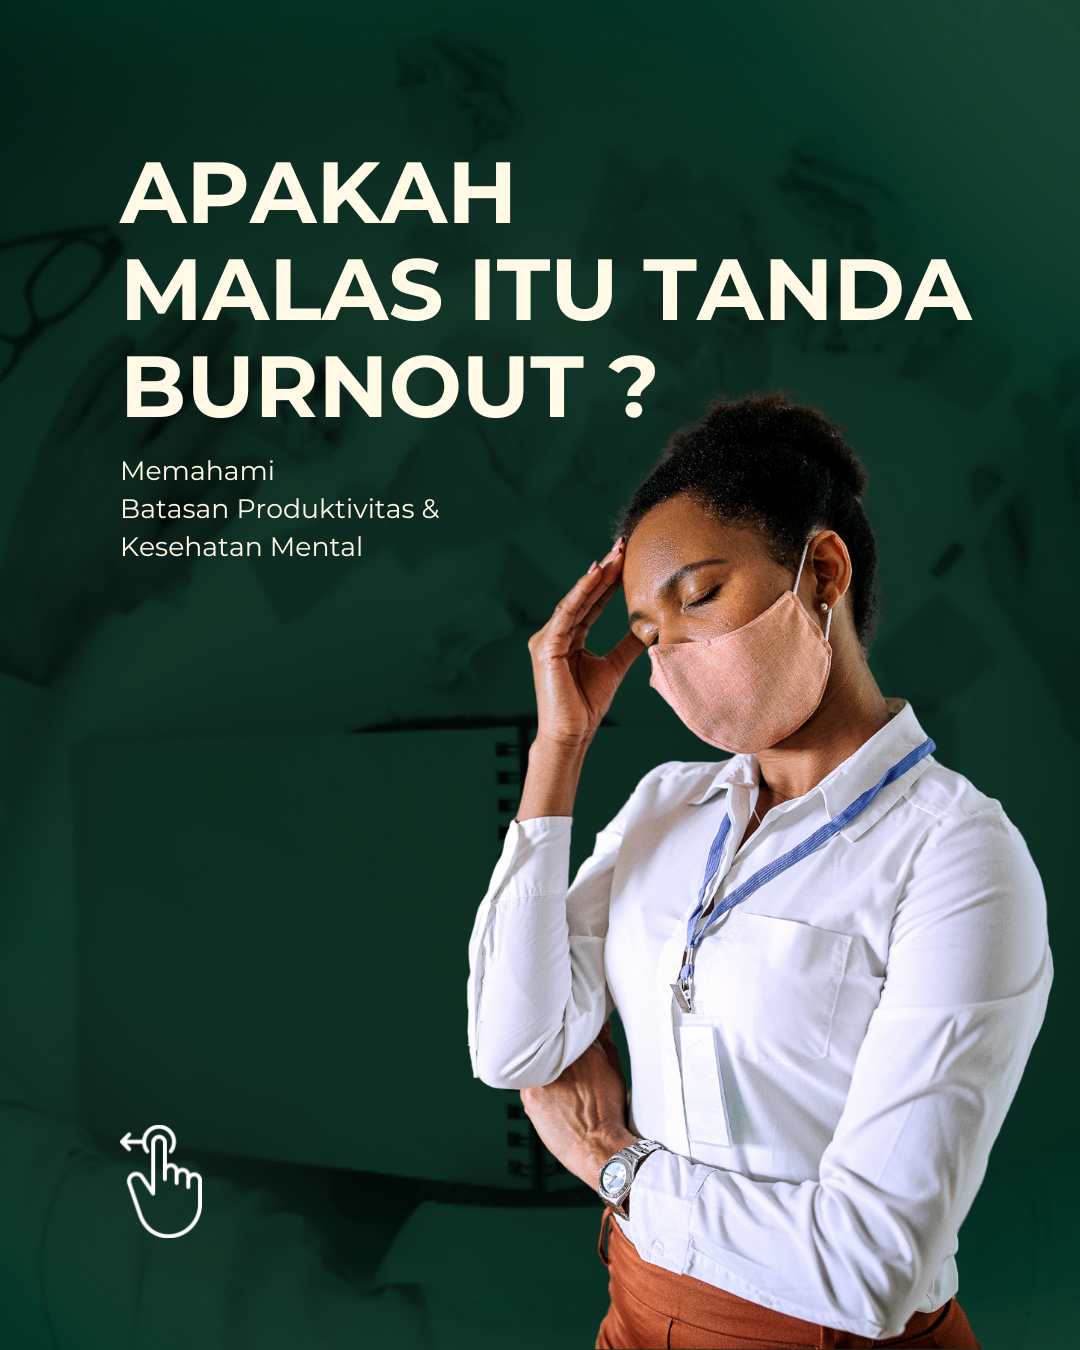 APAKAH
MALAS ITU TANDA
BURNOUT ?
Memahami
Batasan Produktivitas &
Kesehatan Mental